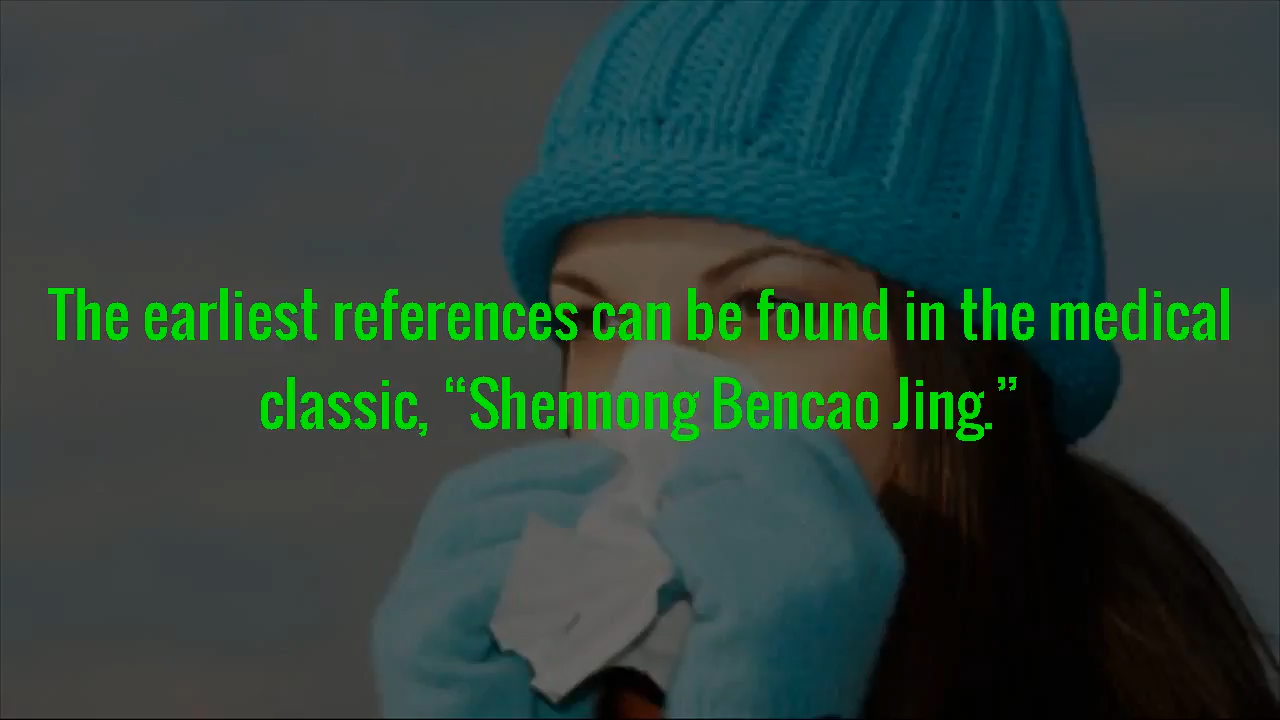 The earliest references can be found in the medical
classic, “Shennong Bencao Jing.”